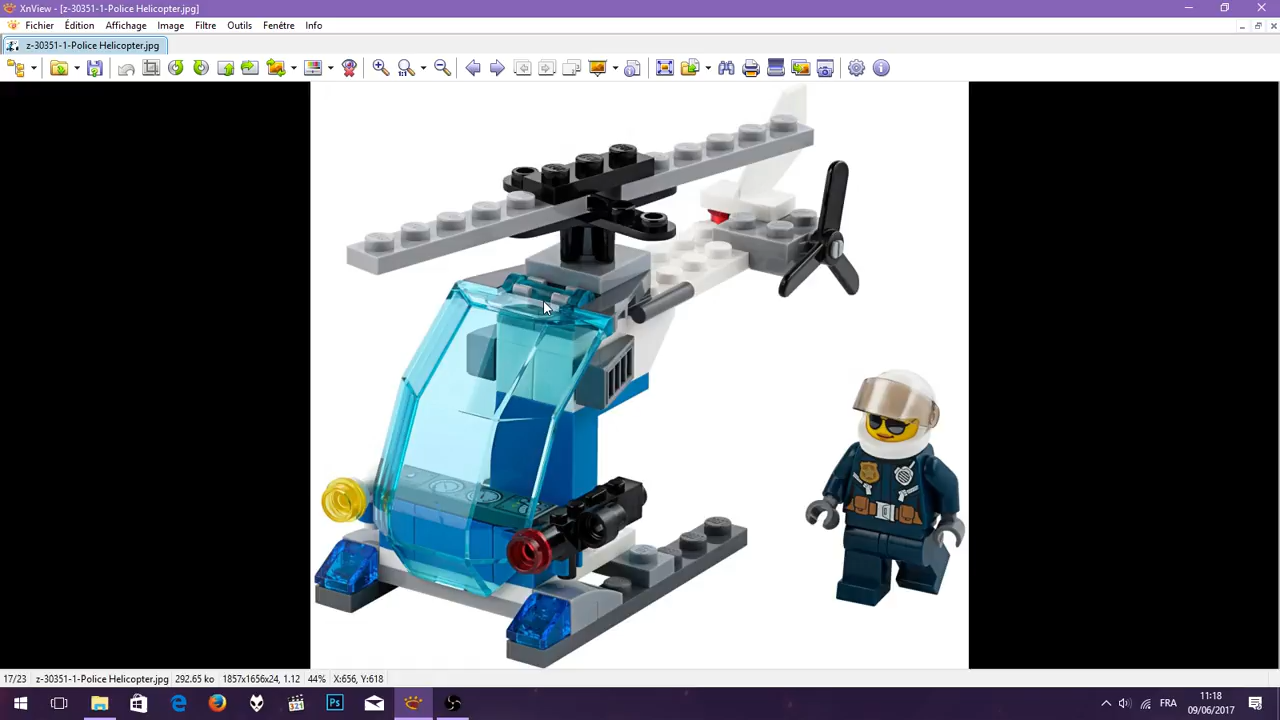 XnView - [z-30351-1-Police Helicopter.jpg]
Fichier Édition Affichage Image Filtre Outils Fenêtre Info
z-30351-1-Police Helicopter.jpg
17/23 z-30351-1-Police Helicopter.jpg 292.65 ko 1857x1656x24, 1.12 44% X:656, Y:618
321 Ps FRA 11:18
09/06/2017